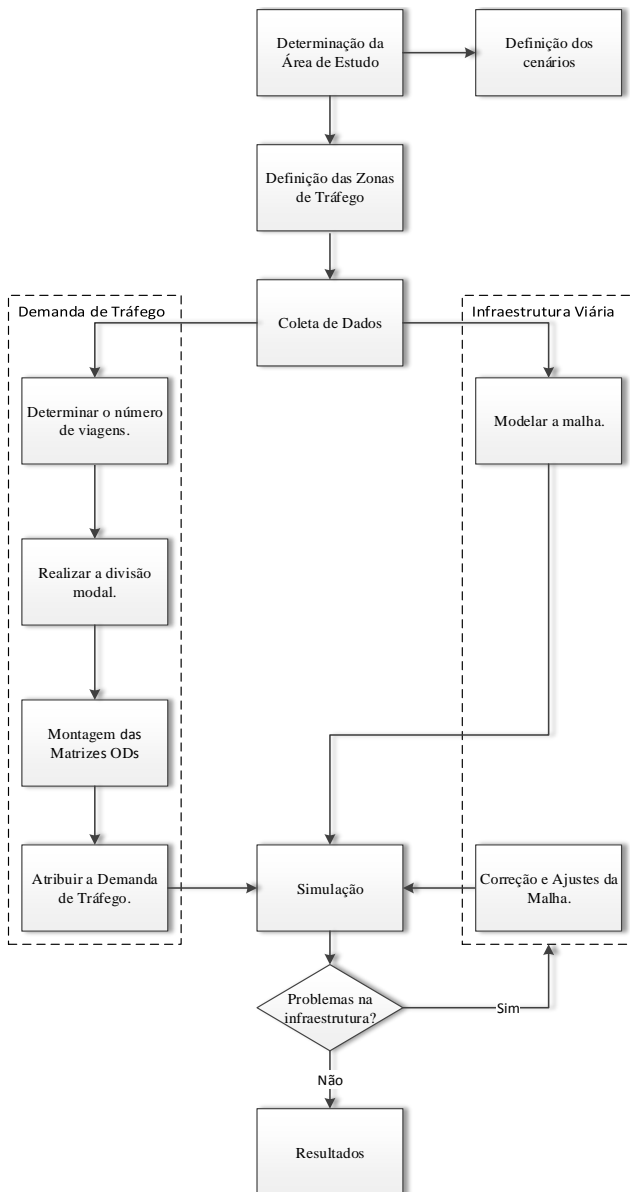 Determinação da
Área de Estudo
Definição dos
cenários
Definição das Zonas
de Tráfego
Demanda de Tráfego
Coleta de Dados
Infraestrutura Viária
Determinar o número
de viagens.
Modelar a malha.
Realizar a divisão
modal.
Montagem das
Matrizes ODs
Atribuir a Demanda
de Tráfego.
Simulação
Correção e Ajustes da
Malha.
Problemas na
infraestrutura?
Sim
Não
Resultados